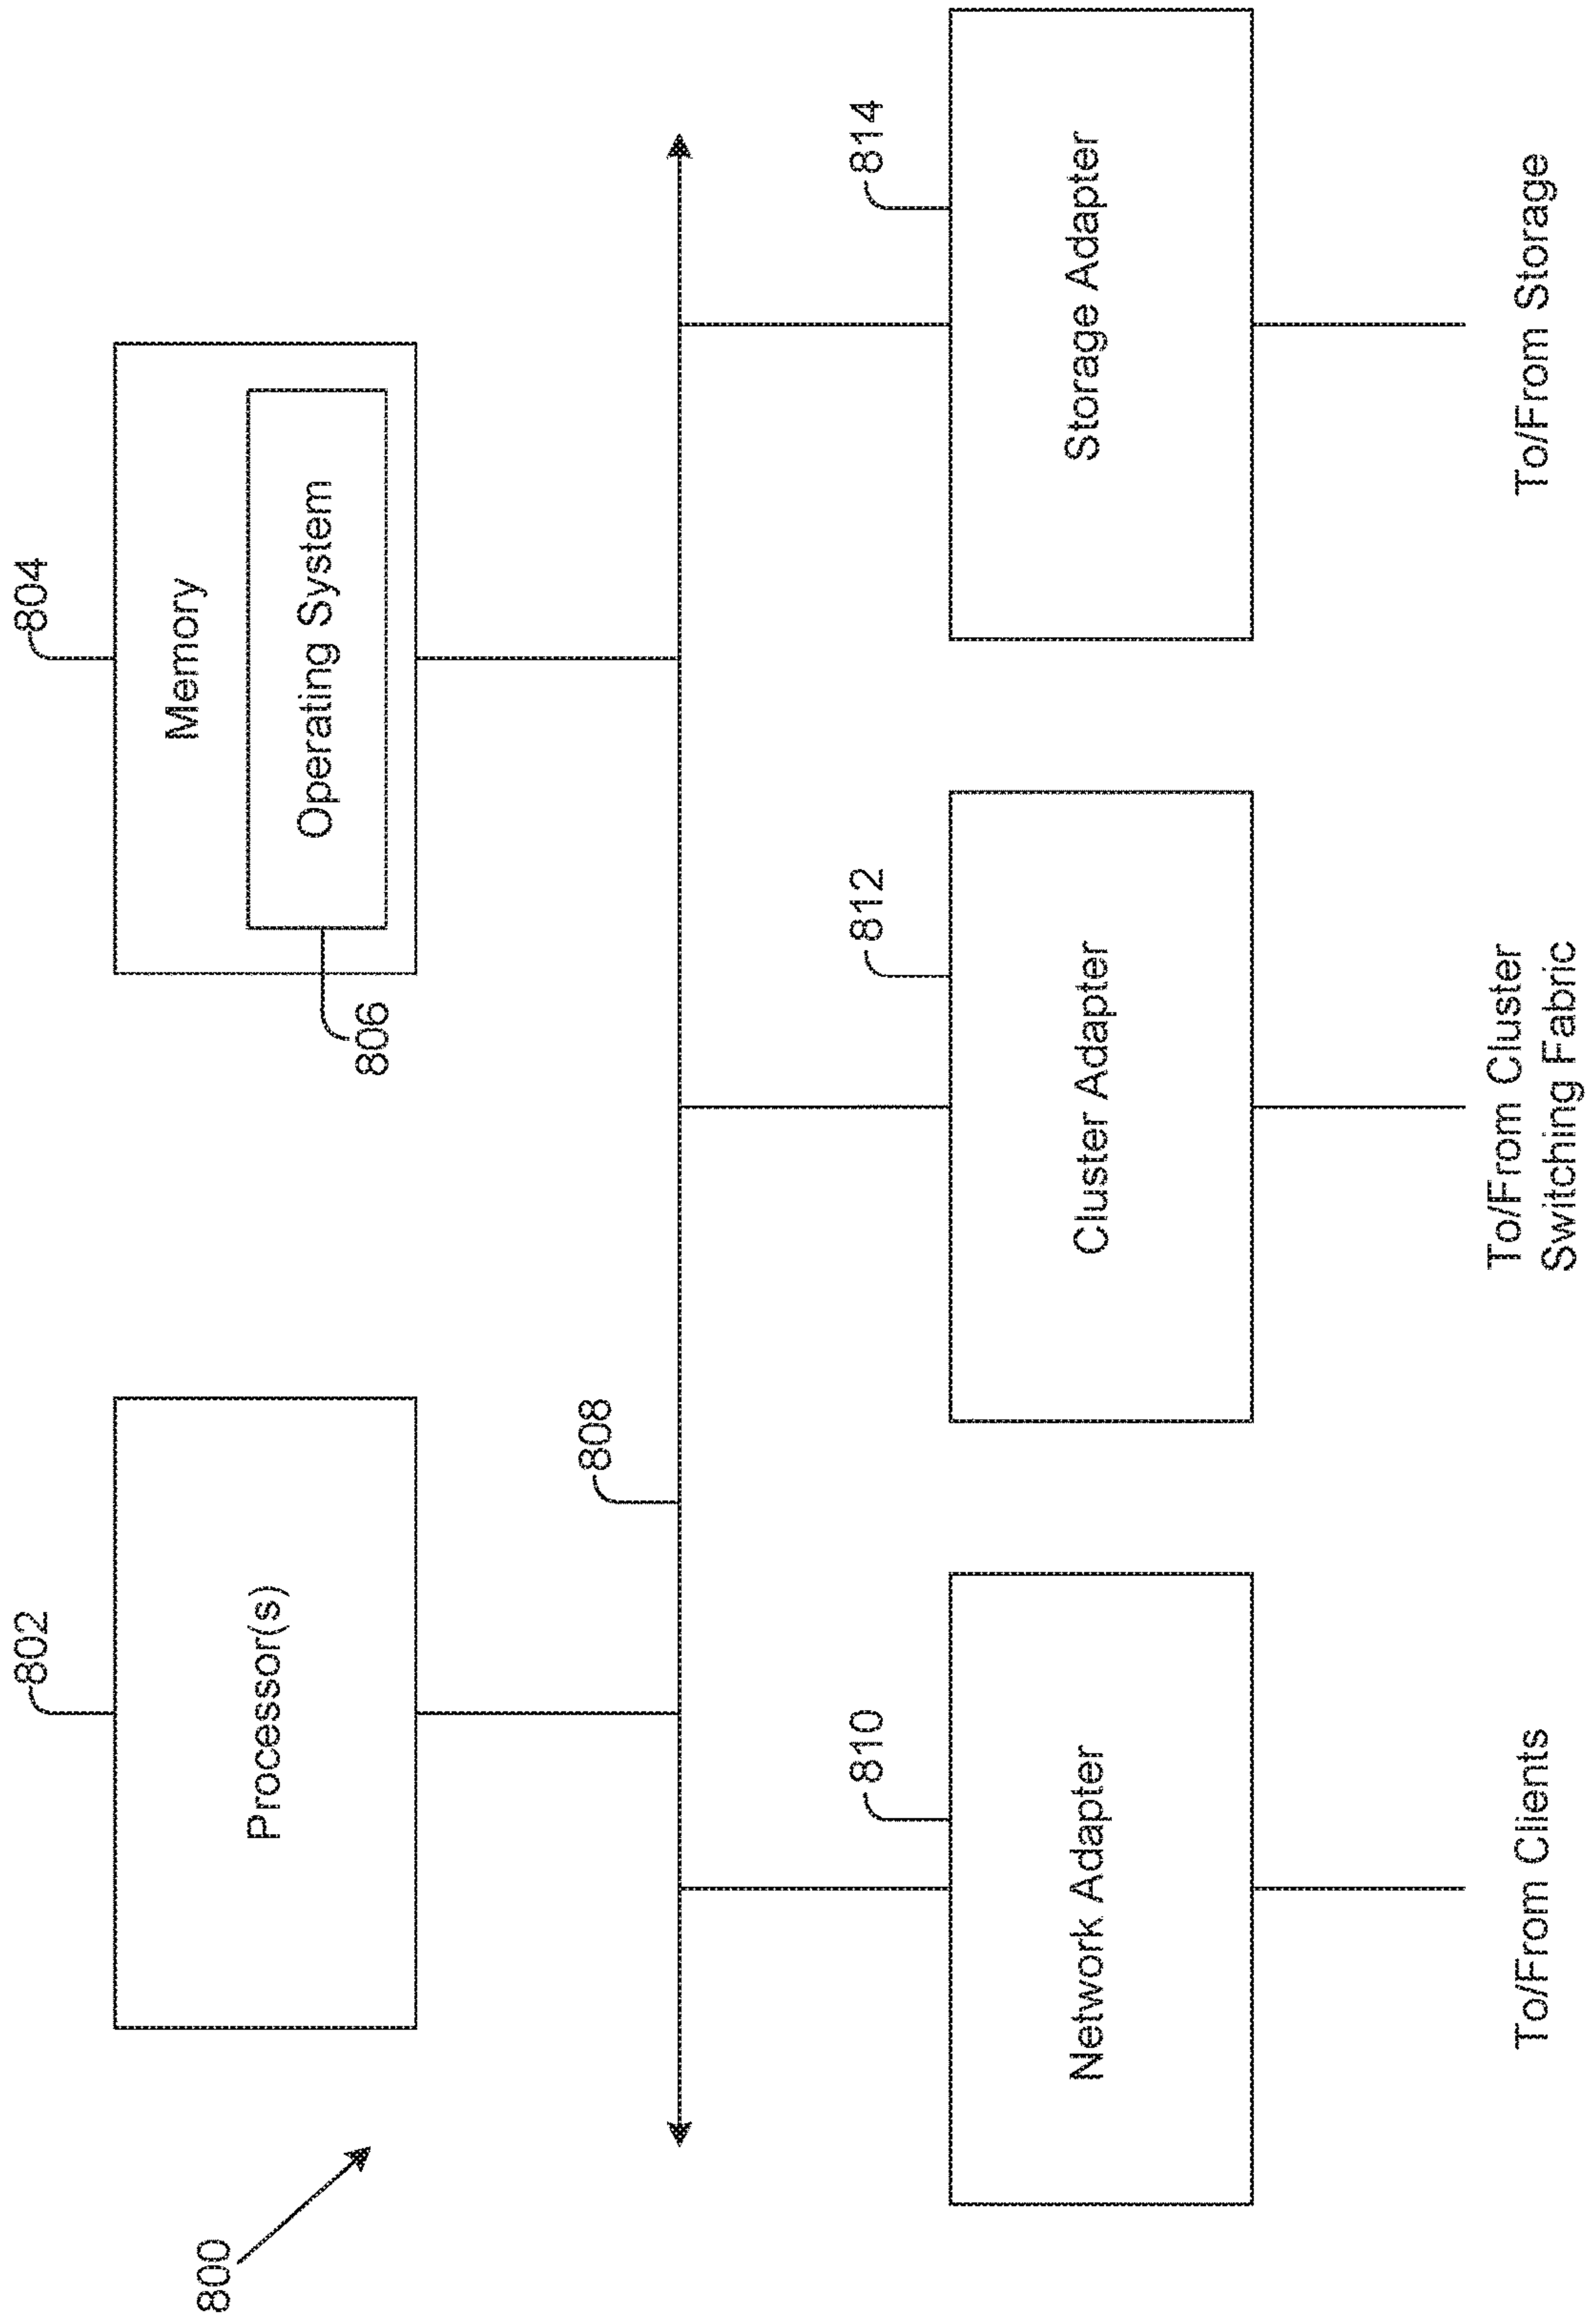 800
802
Processor(s)
804
Memory
Operating System
806
808
810
Network Adapter
To/From Clients
812
Cluster Adapter
To/From Cluster
Switching Fabric
814
Storage Adapter
To/From Storage